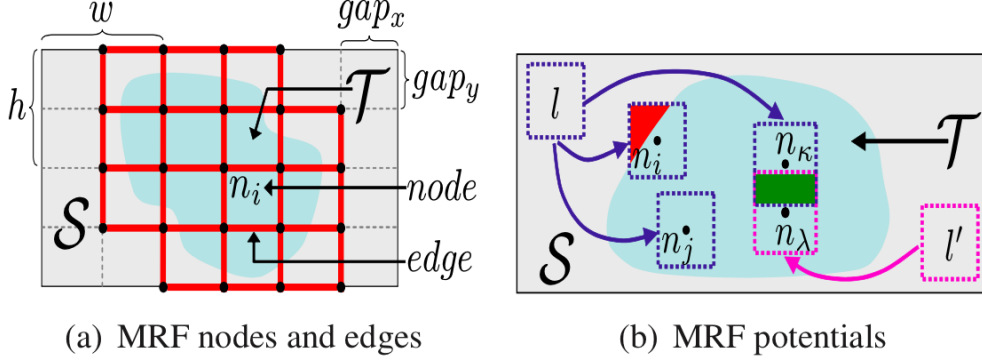 w
gap_x
h
gap_y
𝒯
n_i
node
𝒮
edge
(a) MRF nodes and edges
l
n_i
n_κ
𝒯
n_j
n_λ
𝒮
l′
(b) MRF potentials